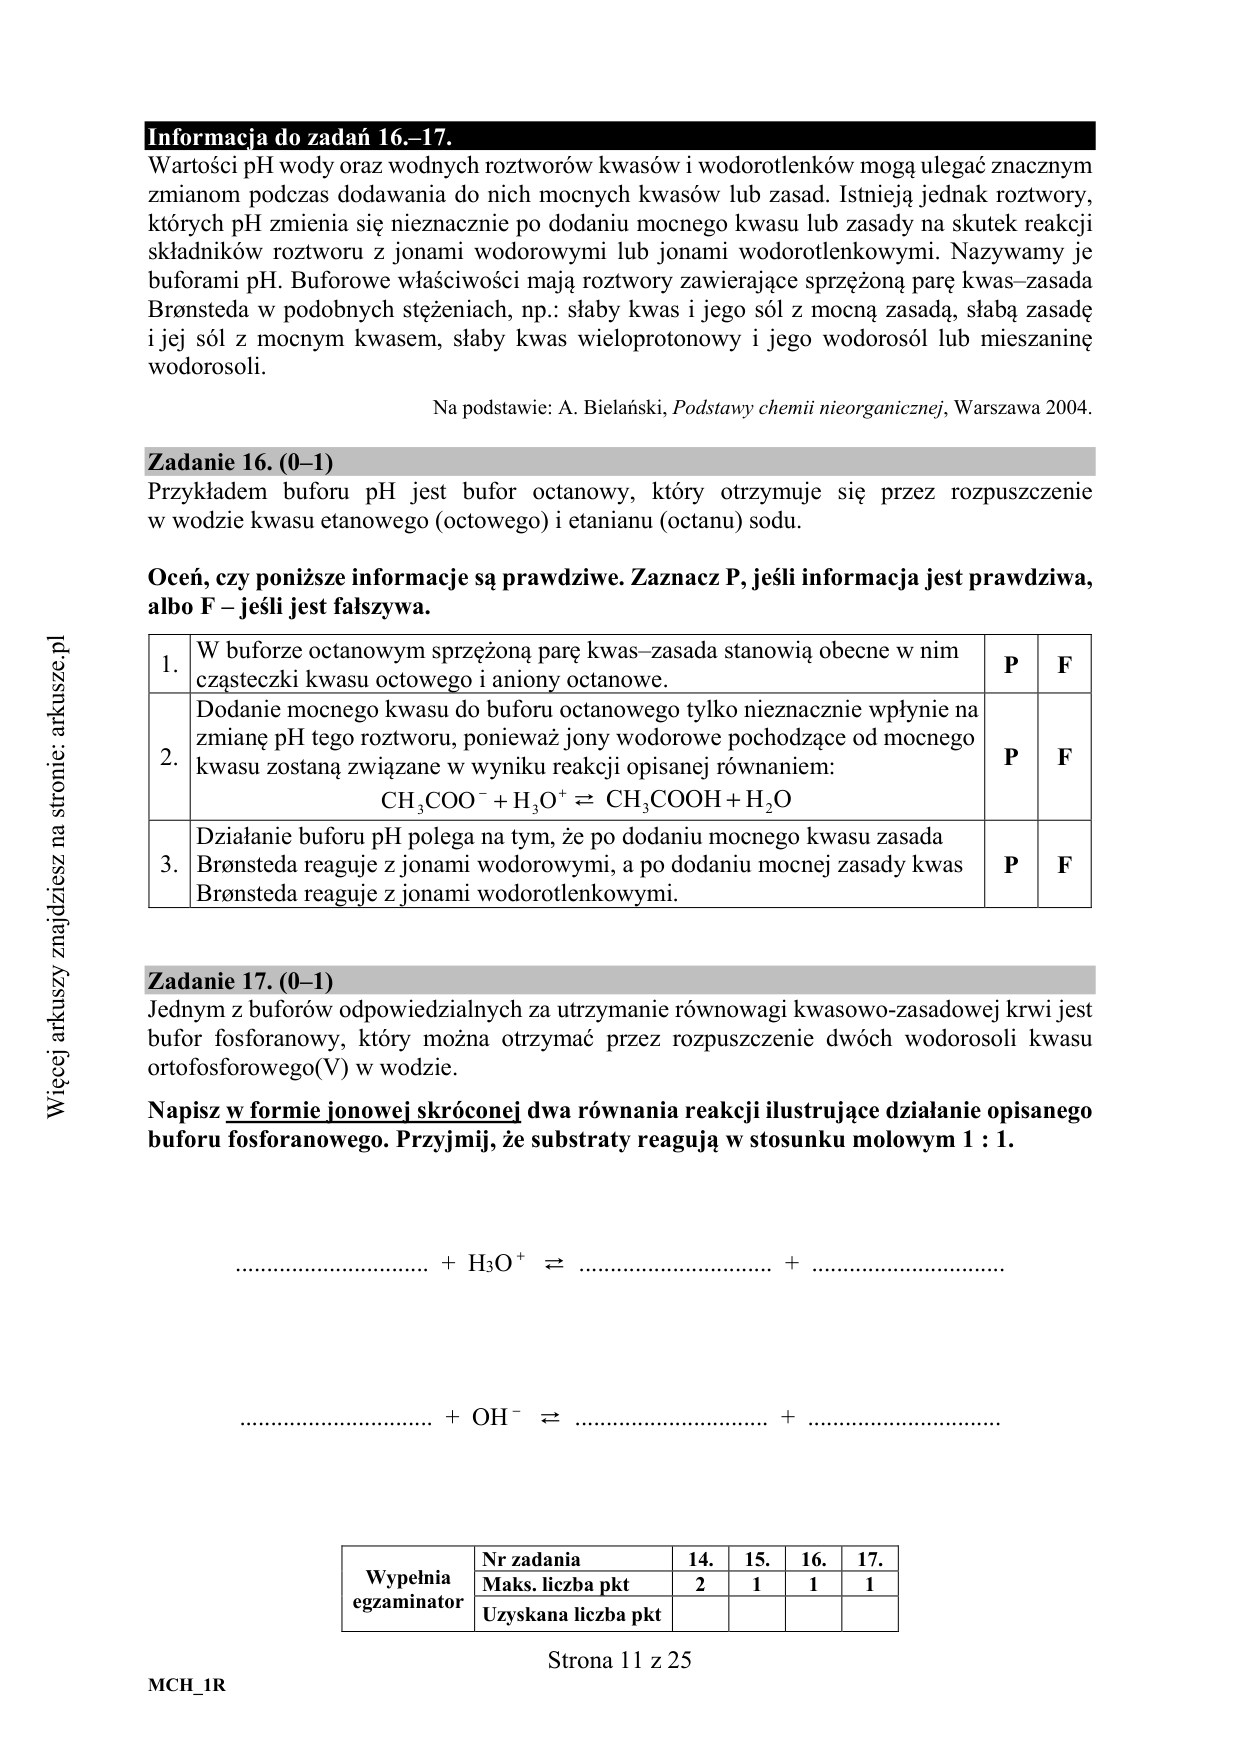 Informacja do zadań 16.–17.
Wartości pH wody oraz wodnych roztworów kwasów i wodorotlenków mogą ulegać znacznym
zmianom podczas dodawania do nich mocnych kwasów lub zasad. Istnieją jednak roztwory,
których pH zmienia się nieznacznie po dodaniu mocnego kwasu lub zasady na skutek reakcji
składników roztworu z jonami wodorowymi lub jonami wodorotlenkowymi. Nazywamy je
buforami pH. Buforowe właściwości mają roztwory zawierające sprzężoną parę kwas–zasada
Brønsteda w podobnych stężeniach, np.: słaby kwas i jego sól z mocną zasadą, słabą zasadę
i jej sól z mocnym kwasem, słaby kwas wieloprotonowy i jego wodorosól lub mieszaninę
wodorosoli.
Na podstawie: A. Bielański, Podstawy chemii nieorganicznej, Warszawa 2004.
Zadanie 16. (0–1)
Przykładem buforu pH jest bufor octanowy, który otrzymuje się przez rozpuszczenie
w wodzie kwasu etanowego (octowego) i etanianu (octanu) sodu.
Oceń, czy poniższe informacje są prawdziwe. Zaznacz P, jeśli informacja jest prawdziwa,
albo F – jeśli jest fałszywa.
1. W buforze octanowym sprzężoną parę kwas–zasada stanowią obecne w nim
cząsteczki kwasu octowego i aniony octanowe. P F
2. Dodanie mocnego kwasu do buforu octanowego tylko nieznacznie wpłynie na
zmianę pH tego roztworu, ponieważ jony wodorowe pochodzące od mocnego
kwasu zostaną związane w wyniku reakcji opisanej równaniem:
CH₃COO⁻ + H₃O⁺ ⇄ CH₃COOH + H₂O P F
3. Działanie buforu pH polega na tym, że po dodaniu mocnego kwasu zasada
Brønsteda reaguje z jonami wodorowymi, a po dodaniu mocnej zasady kwas
Brønsteda reaguje z jonami wodorotlenkowymi. P F
Zadanie 17. (0–1)
Jednym z buforów odpowiedzialnych za utrzymanie równowagi kwasowo-zasadowej krwi jest
bufor fosforanowy, który można otrzymać przez rozpuszczenie dwóch wodorosoli kwasu
ortofosforowego(V) w wodzie.
Napisz w formie jonowej skróconej dwa równania reakcji ilustrujące działanie opisanego
buforu fosforanowego. Przyjmij, że substraty reagują w stosunku molowym 1 : 1.
............................... + H₃O⁺ ⇄ ............................... + ...............................
............................... + OH⁻ ⇄ ............................... + ...............................
Wypełnia
egzaminator
Nr zadania 14. 15. 16. 17.
Maks. liczba pkt 2 1 1 1
Uzyskana liczba pkt
Strona 11 z 25
MCH_1R
Więcej arkuszy znajdziesz na stronie: arkusze.pl